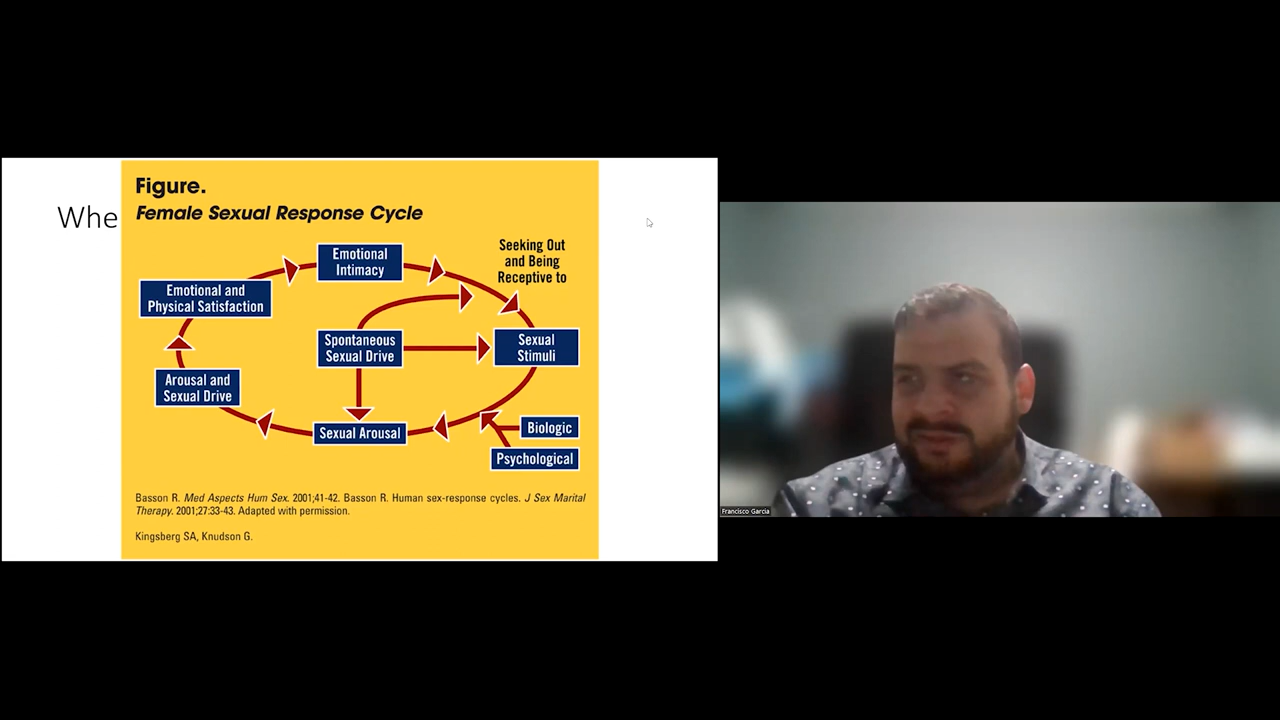 Whe
Figure.
Female Sexual Response Cycle
Emotional
Intimacy
Seeking Out
and Being
Receptive to
Emotional and
Physical Satisfaction
Spontaneous
Sexual Drive
Sexual
Stimuli
Arousal and
Sexual Drive
Sexual Arousal
Biologic
Psychological
Basson R. Med Aspects Hum Sex. 2001;41-42. Basson R. Human sex-response cycles. J Sex Marital
Therapy. 2001;27:33-43. Adapted with permission.
Kingsberg SA, Knudson G.
Francisco Garcia